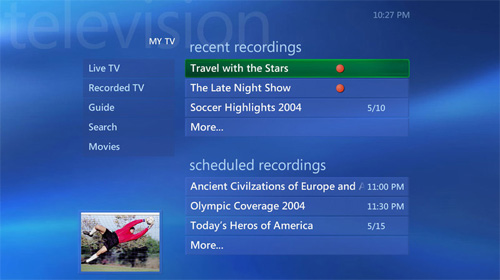 television
10:27 PM
MY TV
Live TV
Recorded TV
Guide
Search
Movies
recent recordings
Travel with the Stars
The Late Night Show
Soccer Highlights 2004 5/10
More...
scheduled recordings
Ancient Civilzations of Europe and A 11:00 PM
Olympic Coverage 2004 11:30 PM
Today's Heros of America 5/15
More...